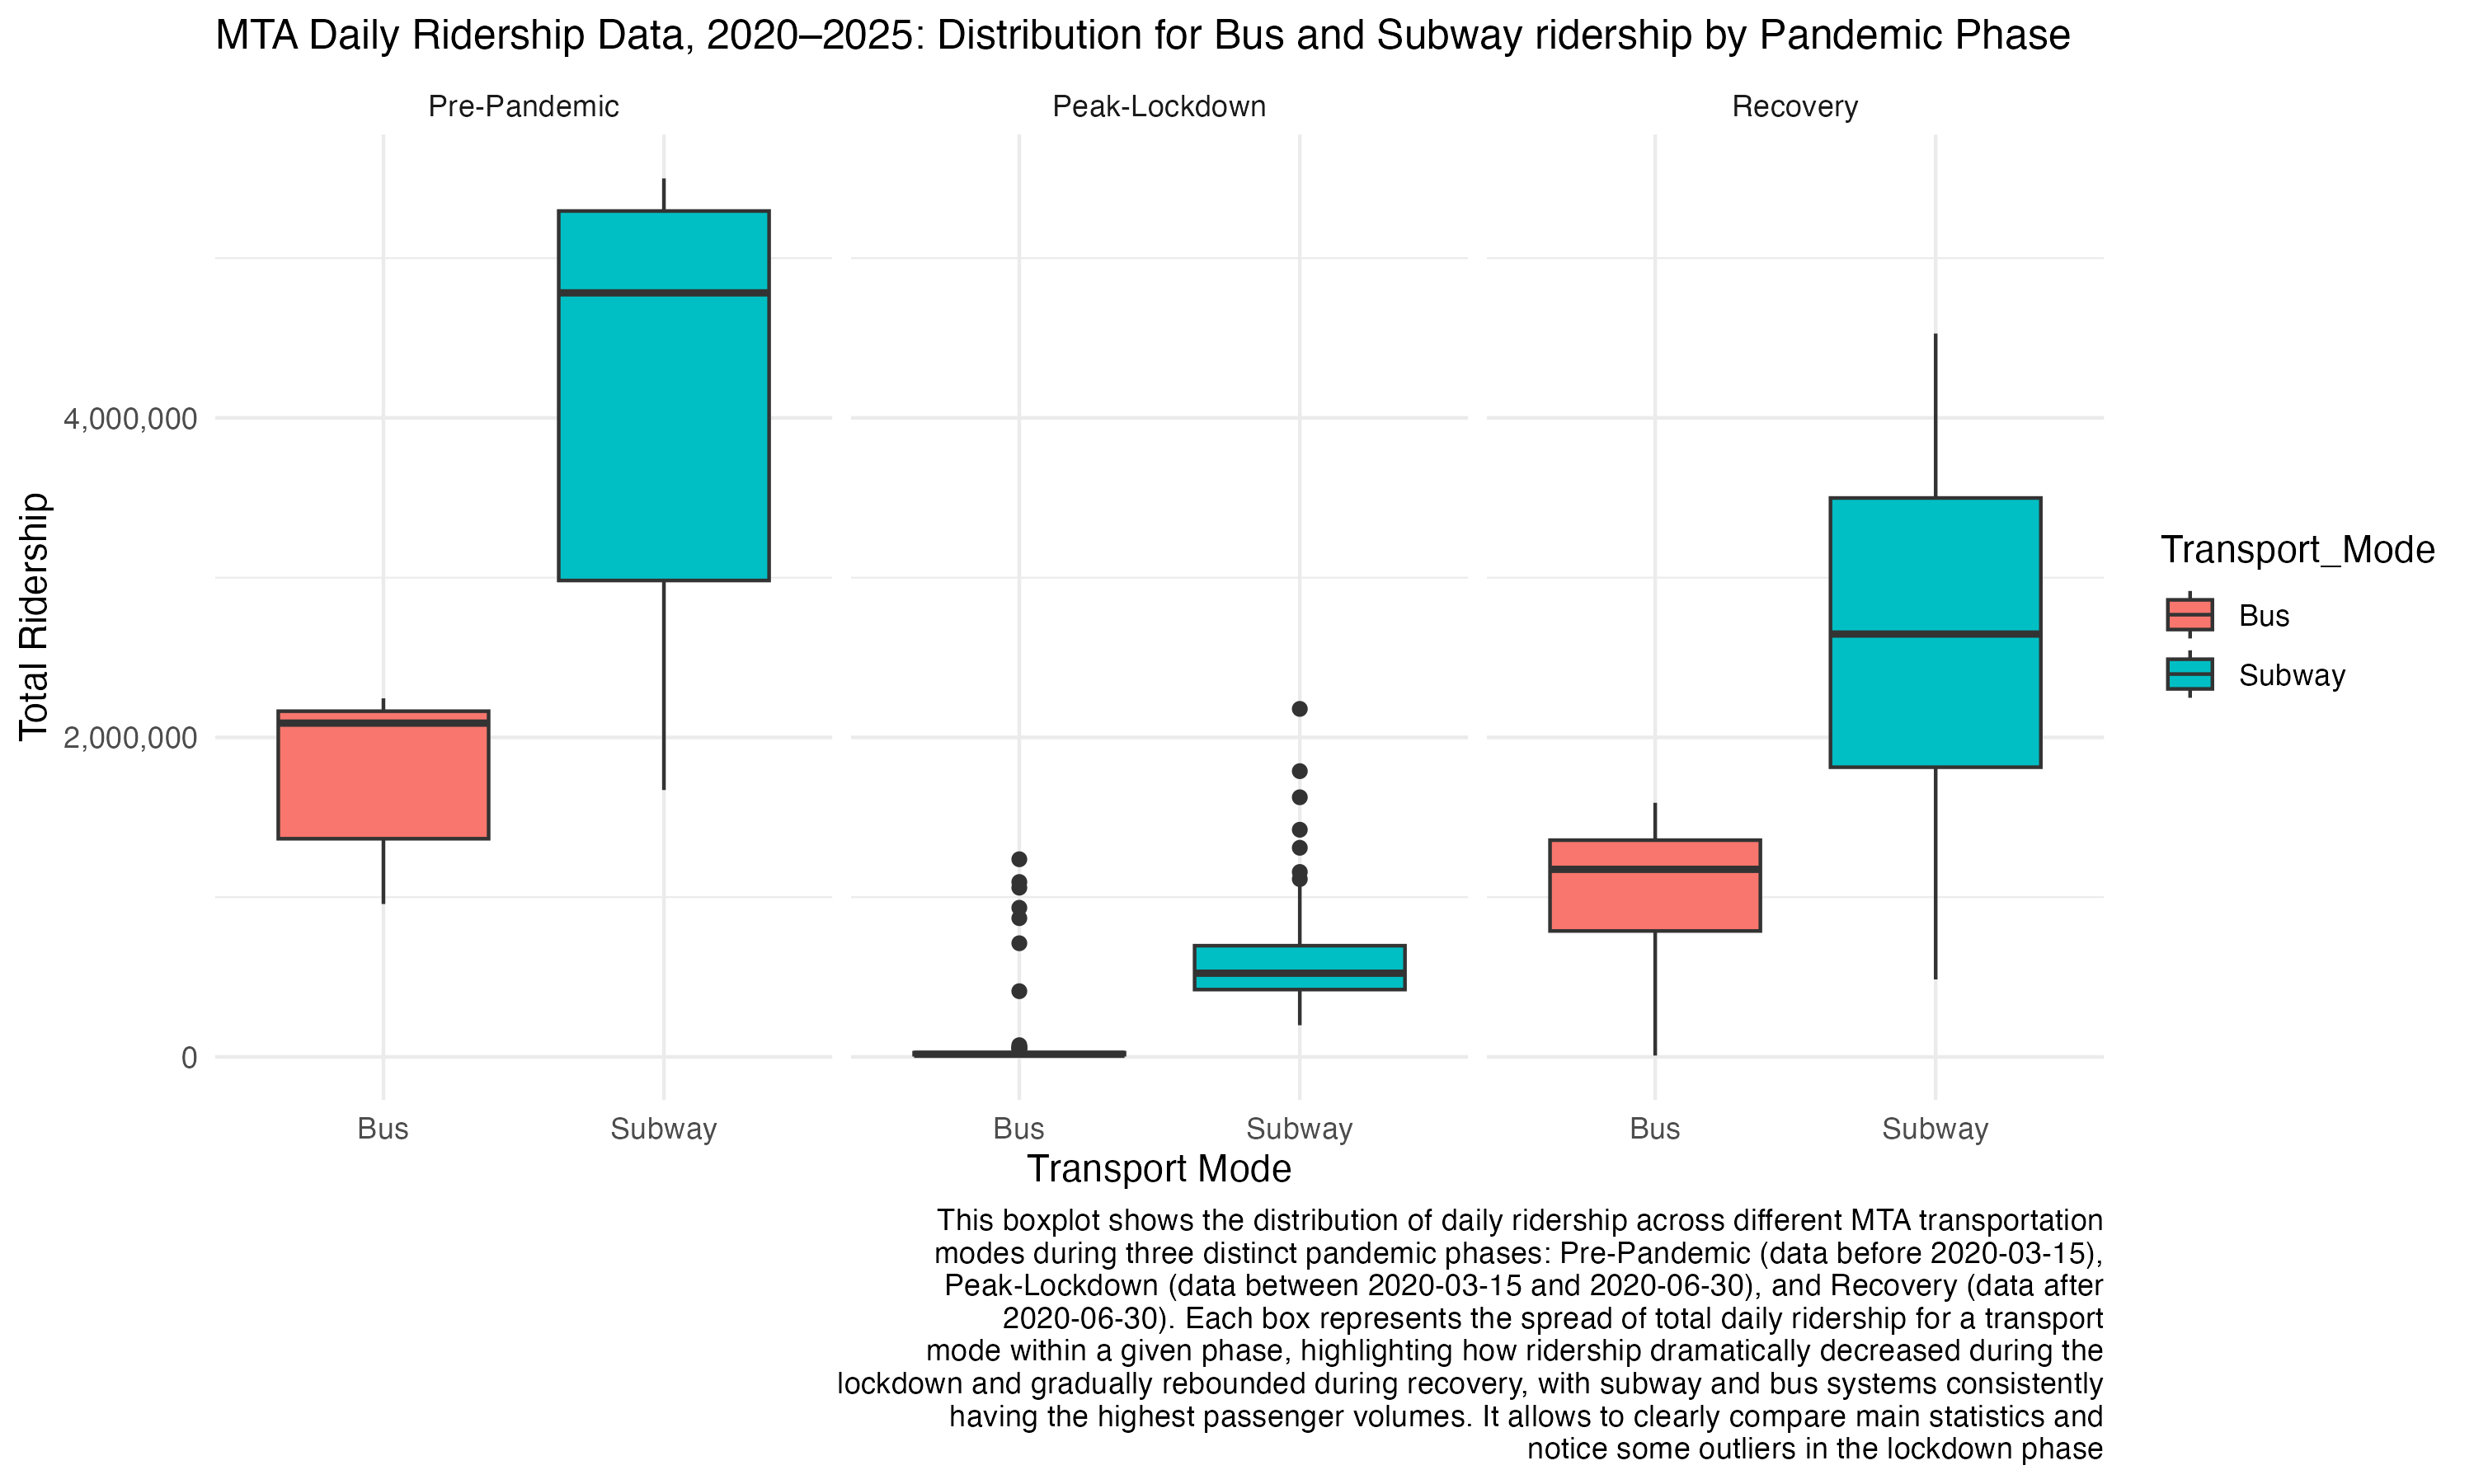 MTA Daily Ridership Data, 2020–2025: Distribution for Bus and Subway ridership by Pandemic Phase
Pre-Pandemic
Peak-Lockdown
Recovery
Total Ridership
4,000,000
2,000,000
0
Bus
Subway
Bus
Subway
Bus
Subway
Transport Mode
Transport_Mode
Bus
Subway
This boxplot shows the distribution of daily ridership across different MTA transportation
modes during three distinct pandemic phases: Pre-Pandemic (data before 2020-03-15),
Peak-Lockdown (data between 2020-03-15 and 2020-06-30), and Recovery (data after
2020-06-30). Each box represents the spread of total daily ridership for a transport
mode within a given phase, highlighting how ridership dramatically decreased during the
lockdown and gradually rebounded during recovery, with subway and bus systems consistently
having the highest passenger volumes. It allows to clearly compare main statistics and
notice some outliers in the lockdown phase